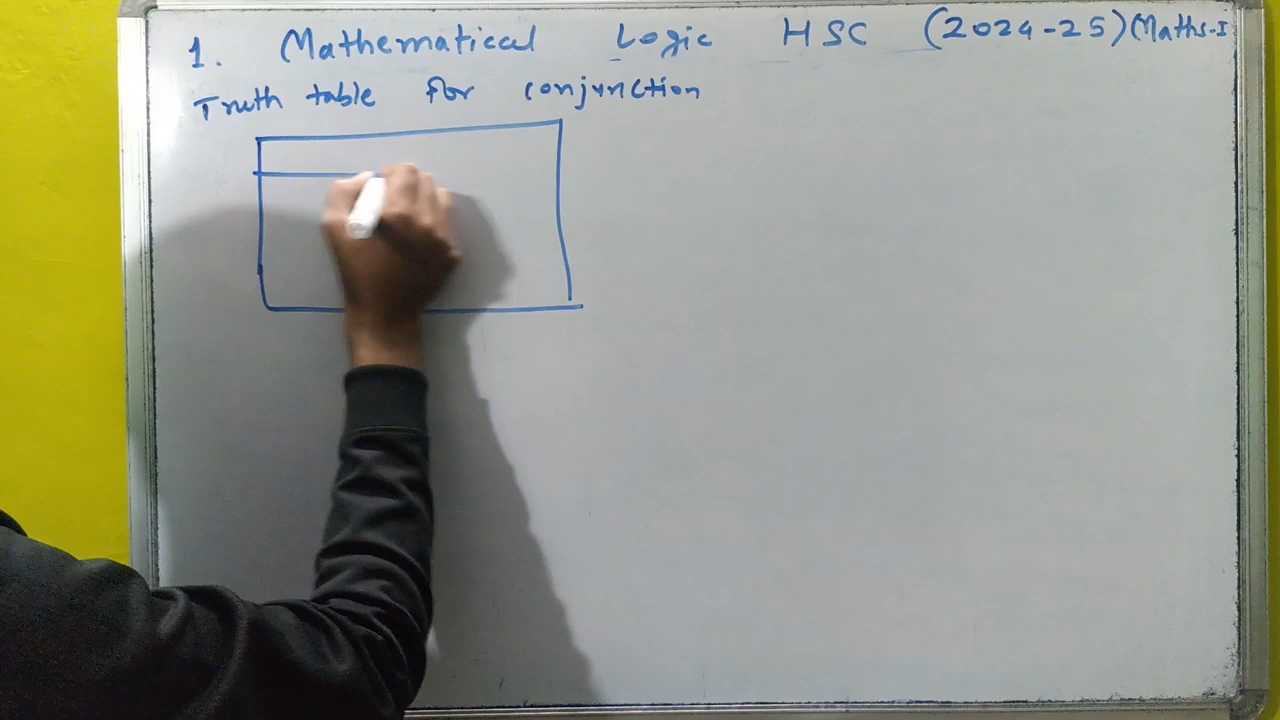 1. Mathematical Logic HSC (2024-25) (Maths-I
Truth table for conjunction